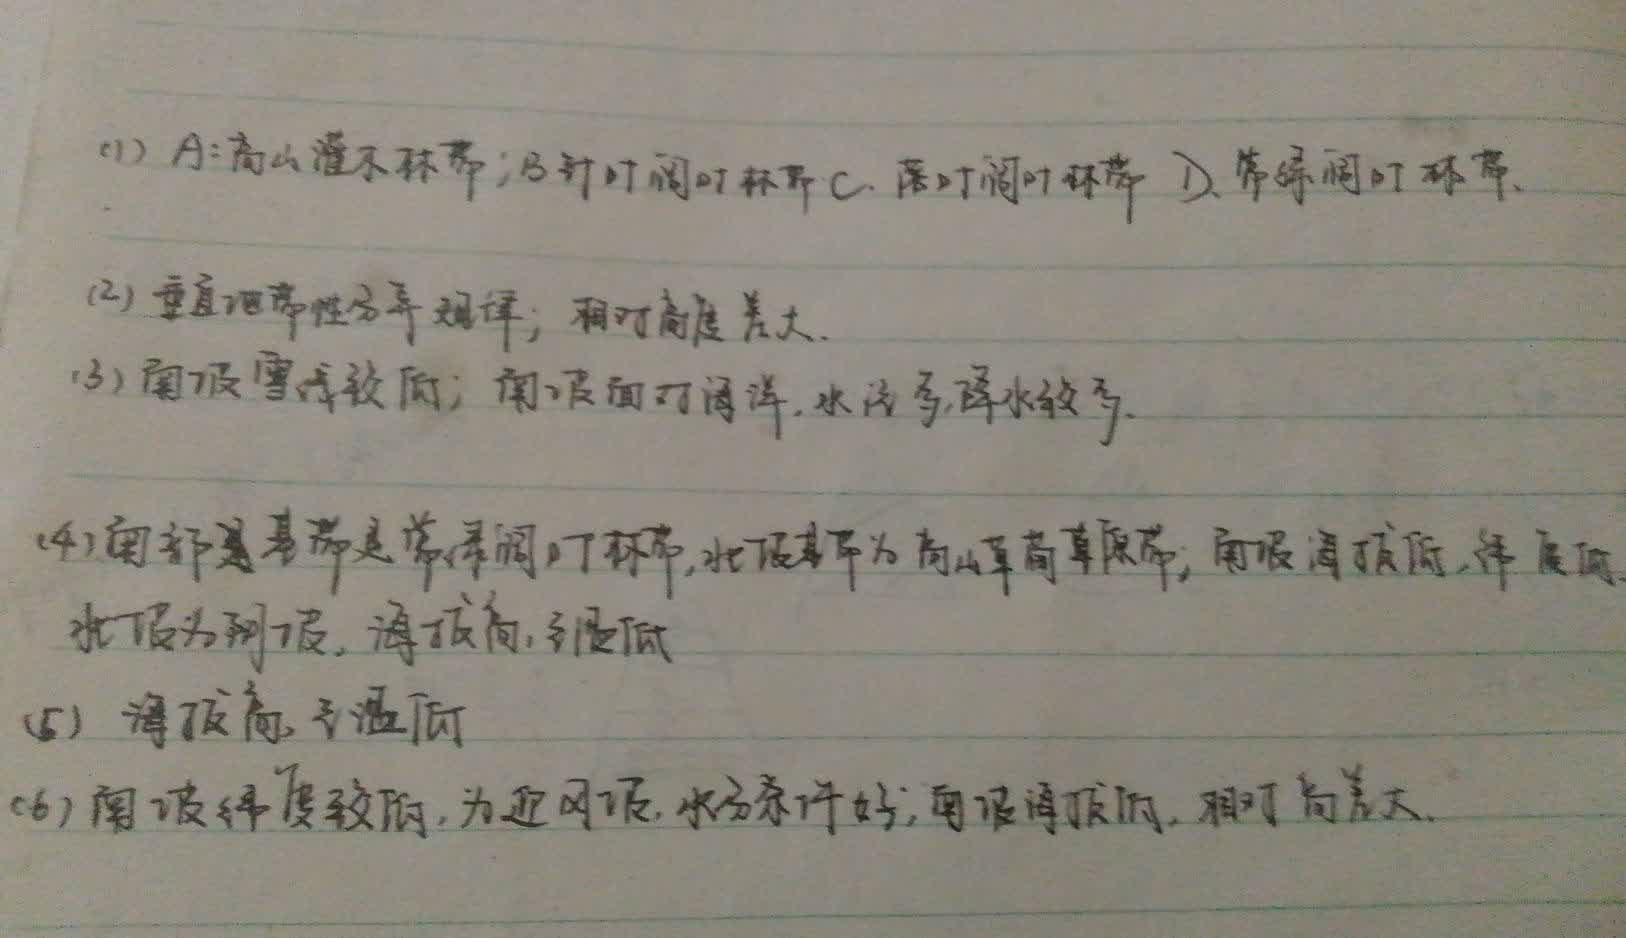 (1) A:高山灌木林带;B针叶阔叶林带 C. 落叶阔叶林带 D、常绿阔叶林带、
(2) 垂直地带性分异规律; 相对高度差大.
(3) 南坡雪线较低; 南坡面对海洋,水汽多,降水较多.
(4) 南部基带是常绿阔叶林带,北坡基带为高山草甸草原带; 南坡海拔低,纬度低.
北坡为阴坡, 海拔高,气温低
(5) 海拔高, 气温低
(6) 南坡纬度较低,为迎风坡,水分条件好;南坡海拔低,相对高差大.